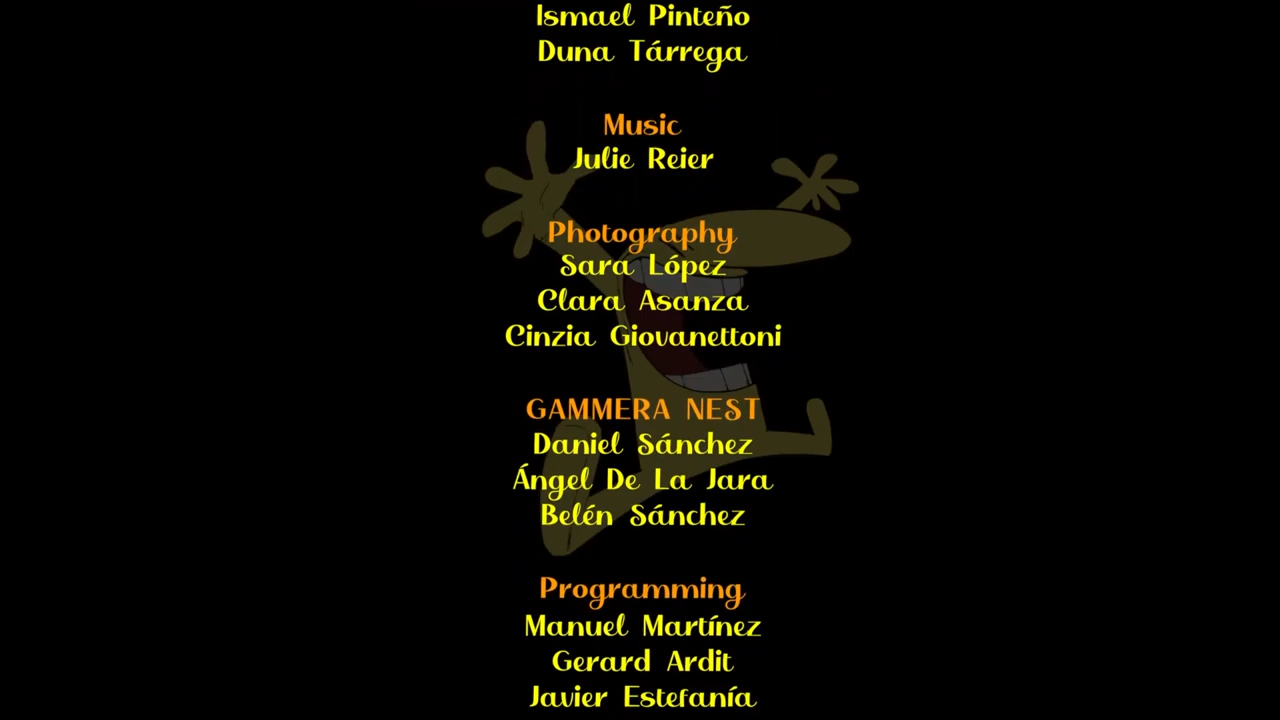 Ismael Pinteño
Duna Tárrega
Music
Julie Reier
Photography
Sara López
Clara Asanza
Cinzia Giovanettoni
GAMMERA NEST
Daniel Sánchez
Ángel De La Jara
Belén Sánchez
Programming
Manuel Martínez
Gerard Ardit
Javier Estefanía